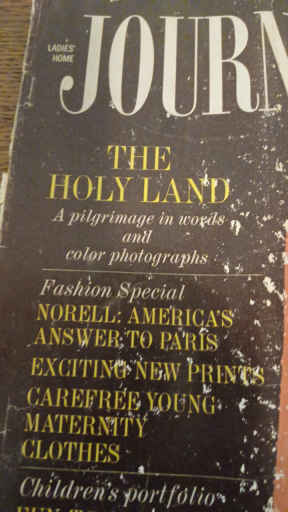 LADIES'
HOME
JOURN
THE
HOLY LAND
A pilgrimage in words
and
color photographs
Fashion Special
NORELL: AMERICA'S
ANSWER TO PARIS
EXCITING NEW PRINTS
CAREFREE YOUNG
MATERNITY
CLOTHES
Children's portfolio